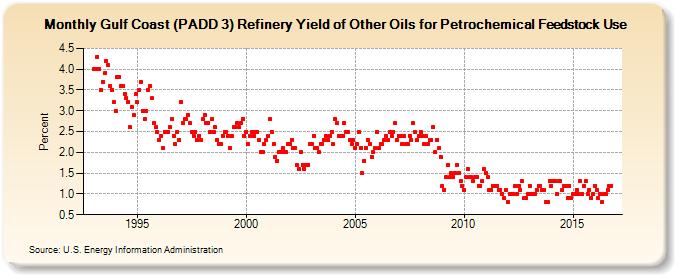 Monthly Gulf Coast (PADD 3) Refinery Yield of Other Oils for Petrochemical Feedstock Use
Percent
4.5
4.0
3.5
3.0
2.5
2.0
1.5
1.0
0.5
1995 2000 2005 2010 2015
Source: U.S. Energy Information Administration